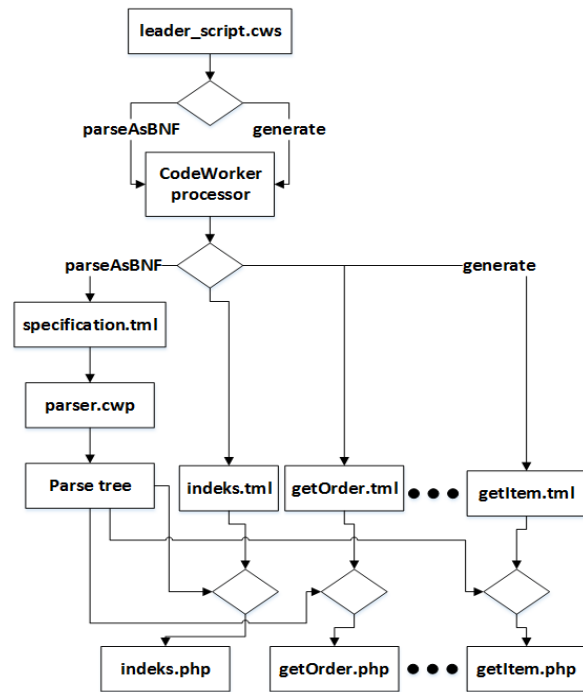 leader_script.cws
parseAsBNF
generate
CodeWorker
processor
parseAsBNF
generate
specification.tml
parser.cwp
Parse tree
indeks.tml
getOrder.tml
getItem.tml
indeks.php
getOrder.php
getItem.php